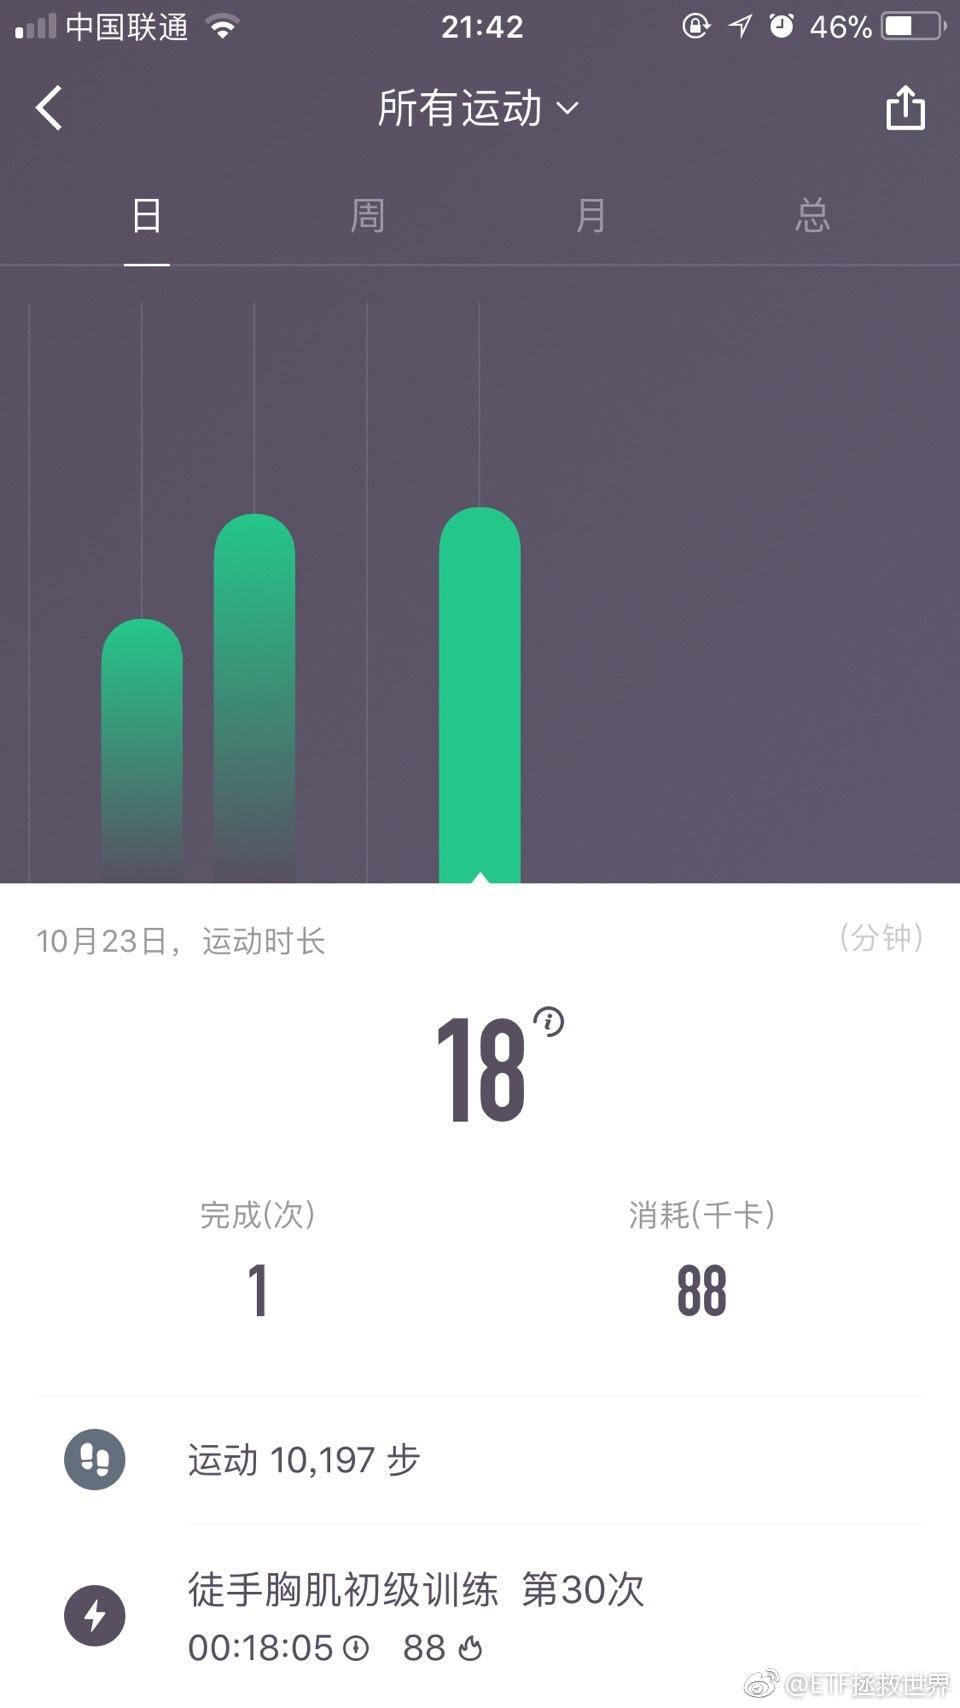 中国联通 21:42 46%
所有运动
日 周 月 总
10月23日，运动时长 (分钟)
18
完成(次) 消耗(千卡)
1 88
运动 10,197 步
徒手胸肌初级训练 第30次
00:18:05 88
@ETF拯救世界